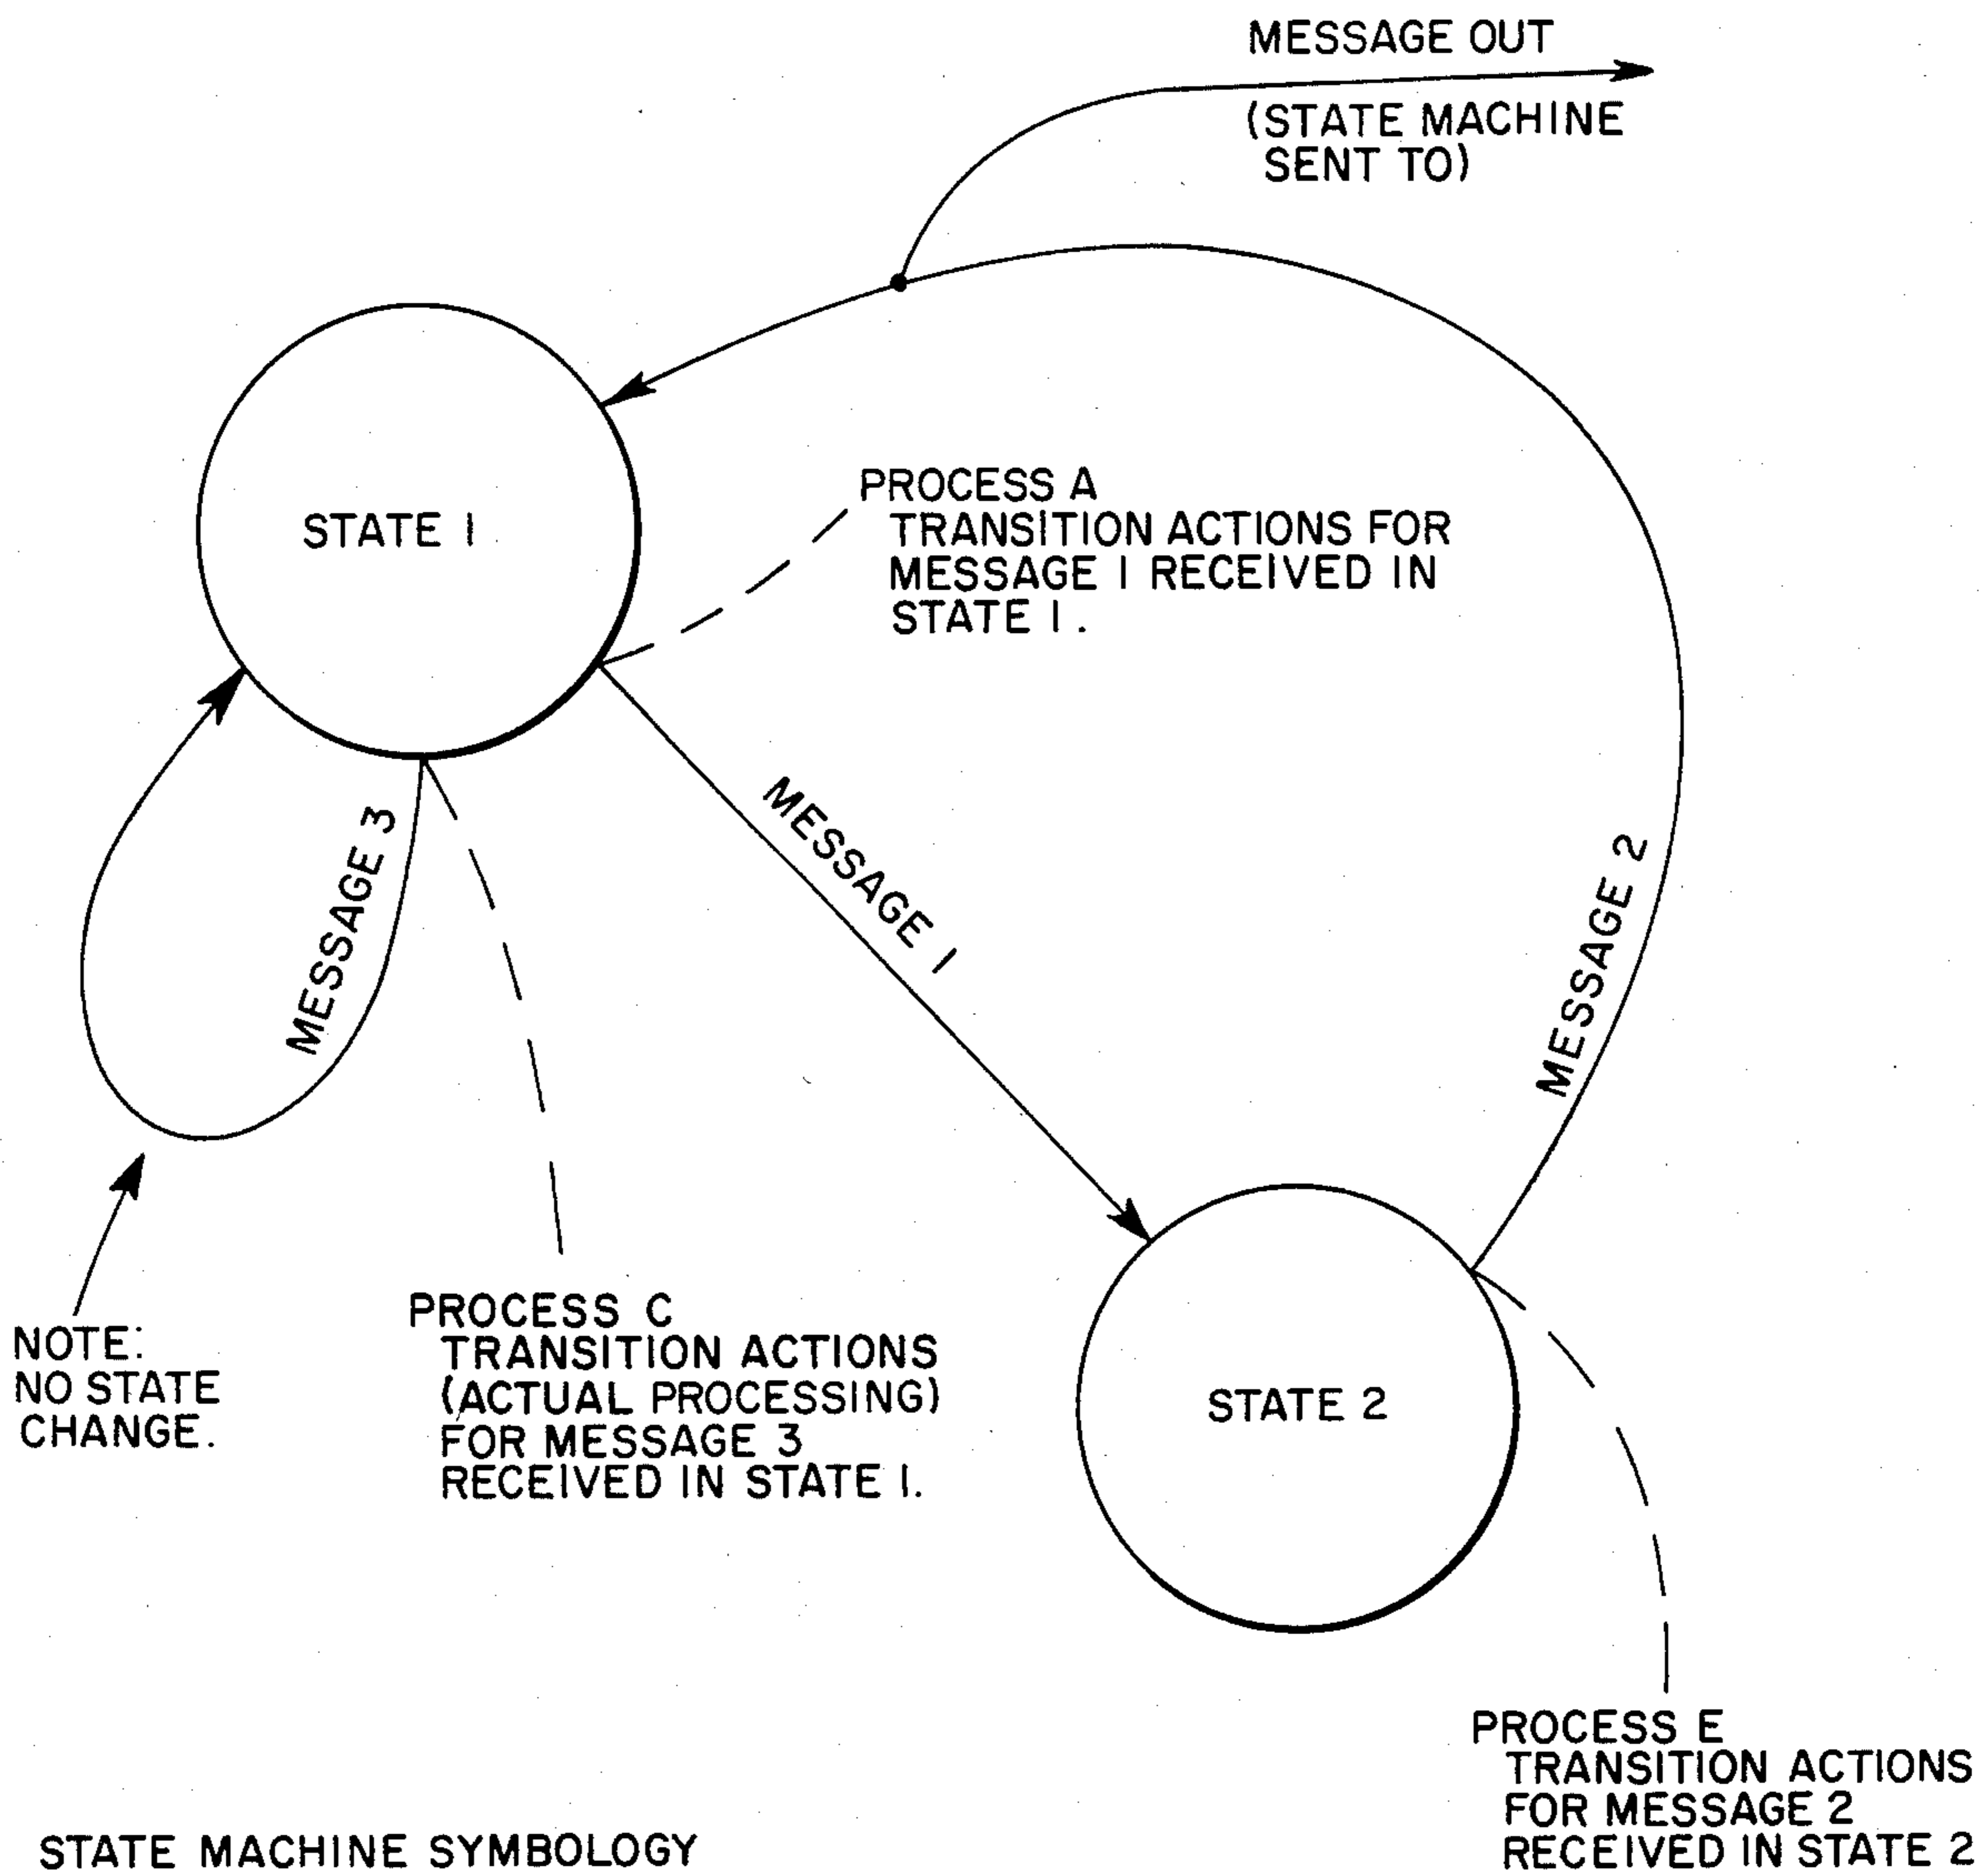 MESSAGE OUT
(STATE MACHINE
SENT TO)
STATE 1
PROCESS A
TRANSITION ACTIONS FOR
MESSAGE 1 RECEIVED IN
STATE 1.
MESSAGE 3
MESSAGE 1
MESSAGE 2
NOTE:
NO STATE
CHANGE.
PROCESS C
TRANSITION ACTIONS
(ACTUAL PROCESSING)
FOR MESSAGE 3
RECEIVED IN STATE 1.
STATE 2
PROCESS E
TRANSITION ACTIONS
FOR MESSAGE 2
RECEIVED IN STATE 2
STATE MACHINE SYMBOLOGY